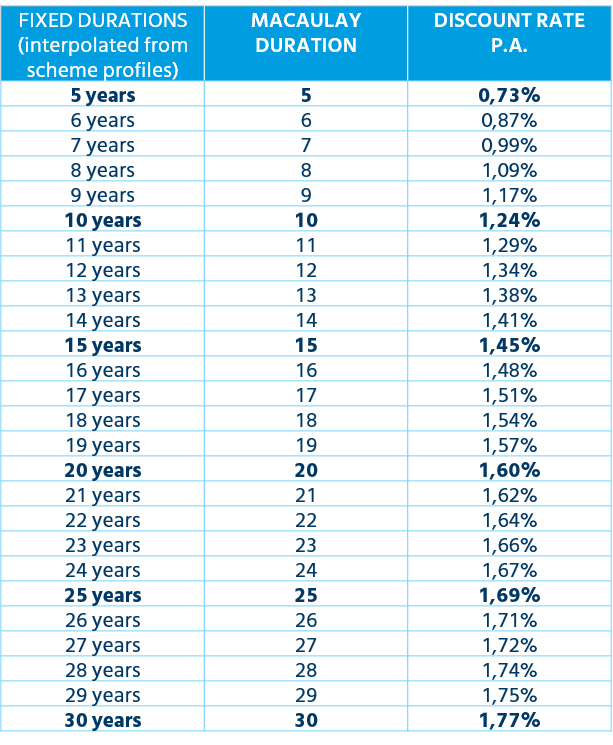 FIXED DURATIONS MACAULAY DISCOUNT RATE
(interpolated from DURATION P.A.
scheme profiles)
5 years 5 0,73%
6 years 6 0,87%
7 years 7 0,99%
8 years 8 1,09%
9 years 9 1,17%
10 years 10 1,24%
11 years 11 1,29%
12 years 12 1,34%
13 years 13 1,38%
14 years 14 1,41%
15 years 15 1,45%
16 years 16 1,48%
17 years 17 1,51%
18 years 18 1,54%
19 years 19 1,57%
20 years 20 1,60%
21 years 21 1,62%
22 years 22 1,64%
23 years 23 1,66%
24 years 24 1,67%
25 years 25 1,69%
26 years 26 1,71%
27 years 27 1,72%
28 years 28 1,74%
29 years 29 1,75%
30 years 30 1,77%